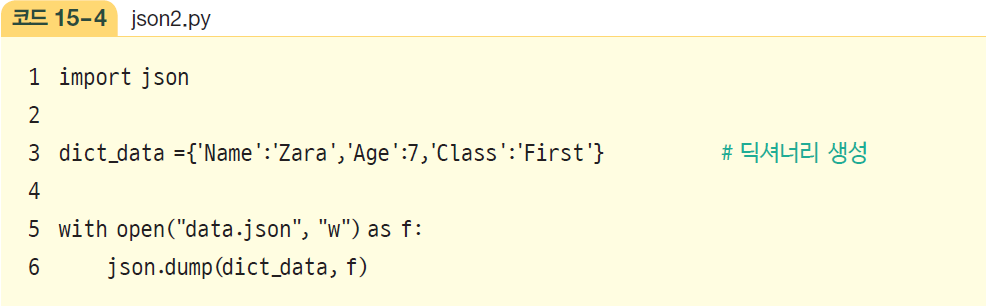 코드 15-4 json2.py
1 import json
2
3 dict_data ={'Name':'Zara','Age':7,'Class':'First'} # 딕셔너리 생성
4
5 with open("data.json", "w") as f:
6     json.dump(dict_data, f)